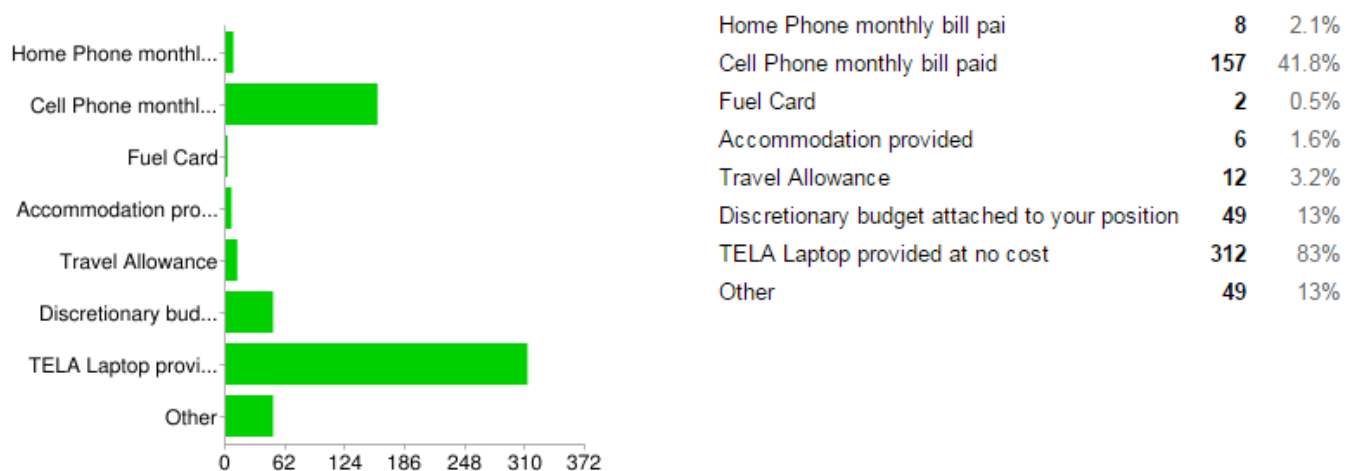 Home Phone monthl...
Cell Phone monthl...
Fuel Card
Accommodation pro...
Travel Allowance
Discretionary bud...
TELA Laptop provi...
Other
0 62 124 186 248 310 372
Home Phone monthly bill pai 8 2.1%
Cell Phone monthly bill paid 157 41.8%
Fuel Card 2 0.5%
Accommodation provided 6 1.6%
Travel Allowance 12 3.2%
Discretionary budget attached to your position 49 13%
TELA Laptop provided at no cost 312 83%
Other 49 13%